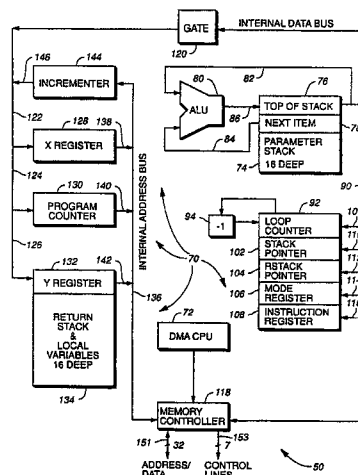 INTERNAL DATA BUS
GATE
120
146
144
INCREMENTER
122
128
138
X REGISTER
124
130
140
PROGRAM COUNTER
126
132
142
Y REGISTER
RETURN
STACK
&
LOCAL
VARIABLES
16 DEEP
134
INTERNAL ADDRESS BUS
136
82
80
76
ALU
86
TOP OF STACK
NEXT ITEM
PARAMETER
STACK
16 DEEP
84
74
78
90
92
94
-1
LOOP
COUNTER
102
STACK
POINTER
104
RSTACK
POINTER
106
MODE
REGISTER
108
INSTRUCTION
REGISTER
70
72
DMA CPU
118
MEMORY
CONTROLLER
151
32
153
7
50
ADDRESS/
DATA
CONTROL
LINES